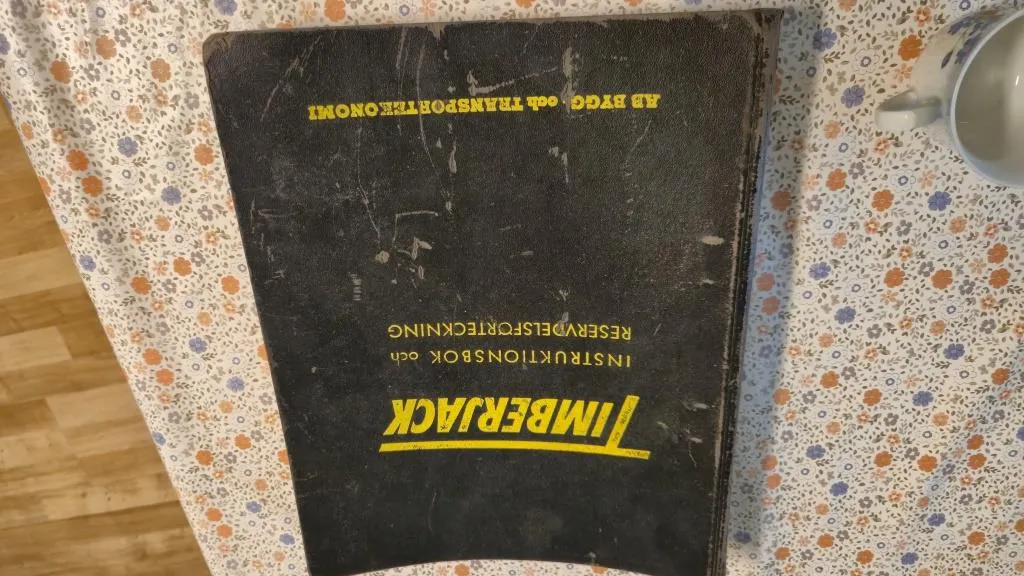 TIMBERJACK
INSTRUKTIONSBOK och
RESERVDELSFÖRTECKNING
AB BYGG- och TRANSPORTEKONOMI